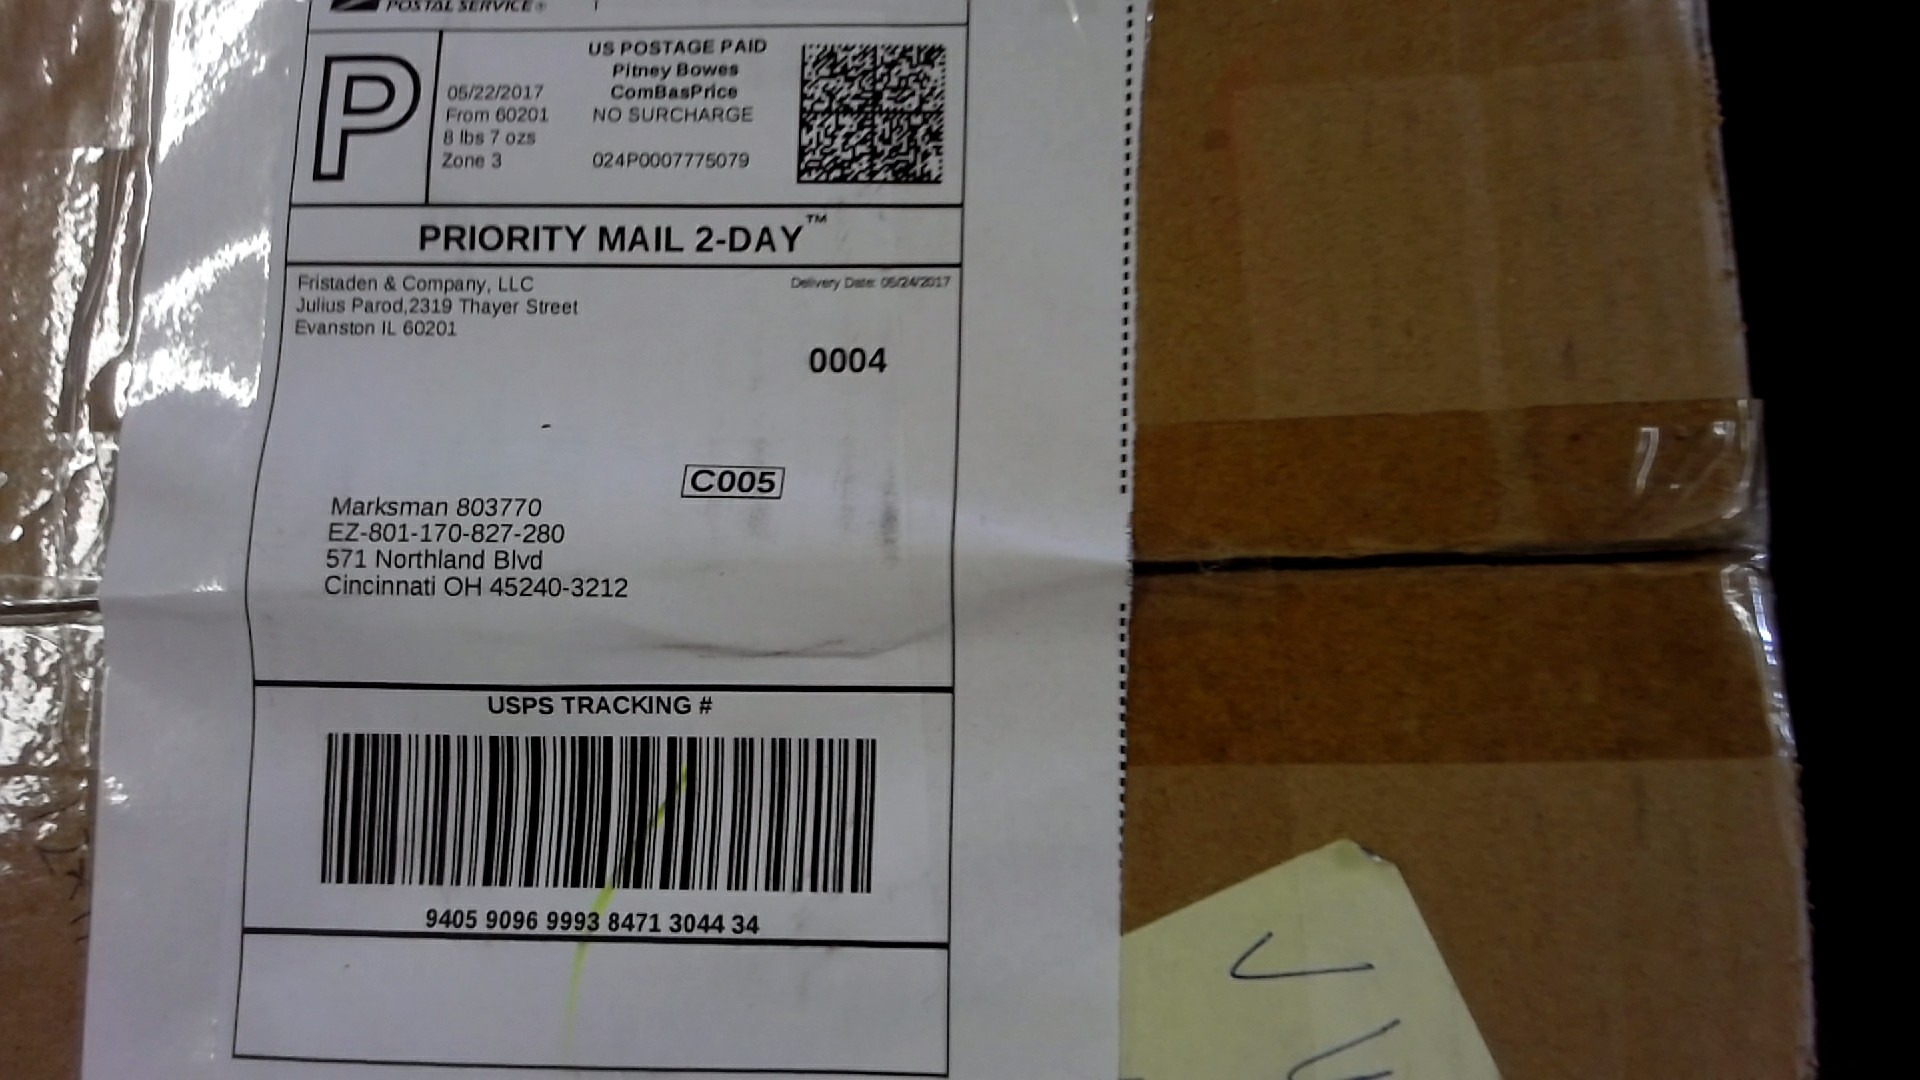 POSTAL SERVICE®
P
05/22/2017
From 60201
8 lbs 7 ozs
Zone 3
US POSTAGE PAID
Pitney Bowes
ComBasPrice
NO SURCHARGE
024P0007775079
PRIORITY MAIL 2-DAY™
Fristaden & Company, LLC
Julius Parod,2319 Thayer Street
Evanston IL 60201
Delivery Date: 05/24/2017
0004
C005
Marksman 803770
EZ-801-170-827-280
571 Northland Blvd
Cincinnati OH 45240-3212
USPS TRACKING #
9405 9096 9993 8471 3044 34